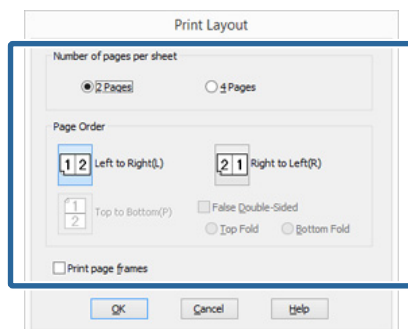 Print Layout
Number of pages per sheet
2 Pages
4 Pages
Page Order
1 2 Left to Right(L)
2 1 Right to Left(R)
1
2
Top to Bottom(P)
False Double-Sided
Top Fold
Bottom Fold
Print page frames
OK
Cancel
Help